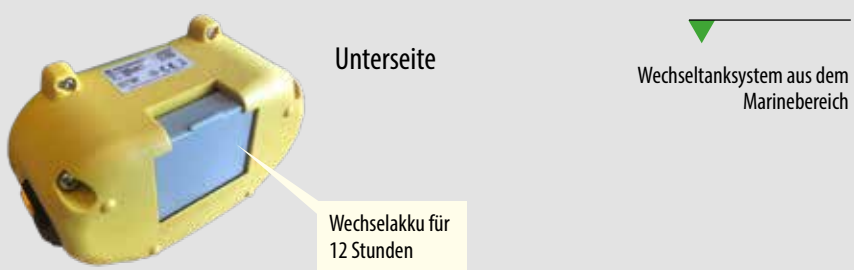 Unterseite
Wechseltanksystem aus dem
Marinebereich
Wechselakku für
12 Stunden